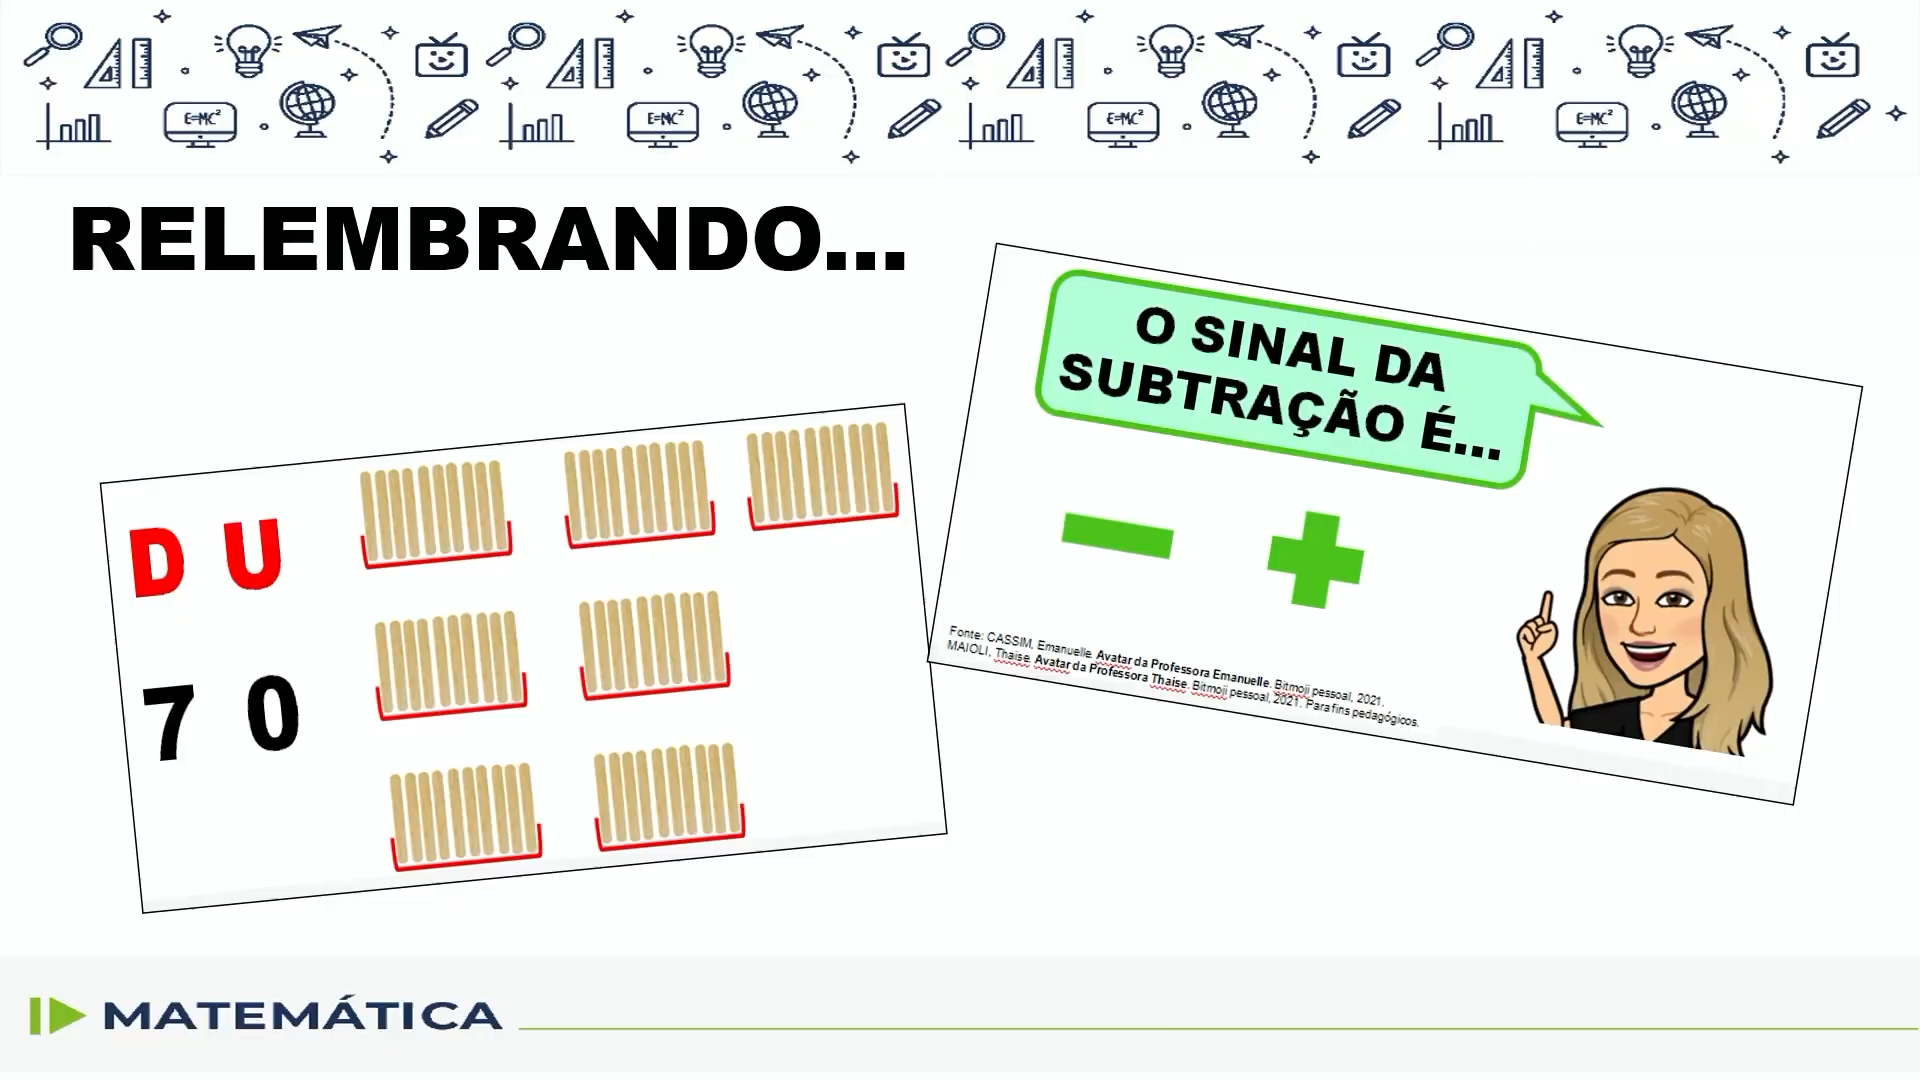 E=MC²
E=MC²
E=MC²
E=MC²
RELEMBRANDO...
D U
7 0
O SINAL DA
SUBTRAÇÃO É...
Fonte: CASSIM, Emanuelle. Avatar da Professora Emanuelle. Bitmoji pessoal, 2021.
MAIOLI, Thaise. Avatar da Professora Thaise. Bitmoji pessoal, 2021. Para fins pedagógicos.
MATEMÁTICA